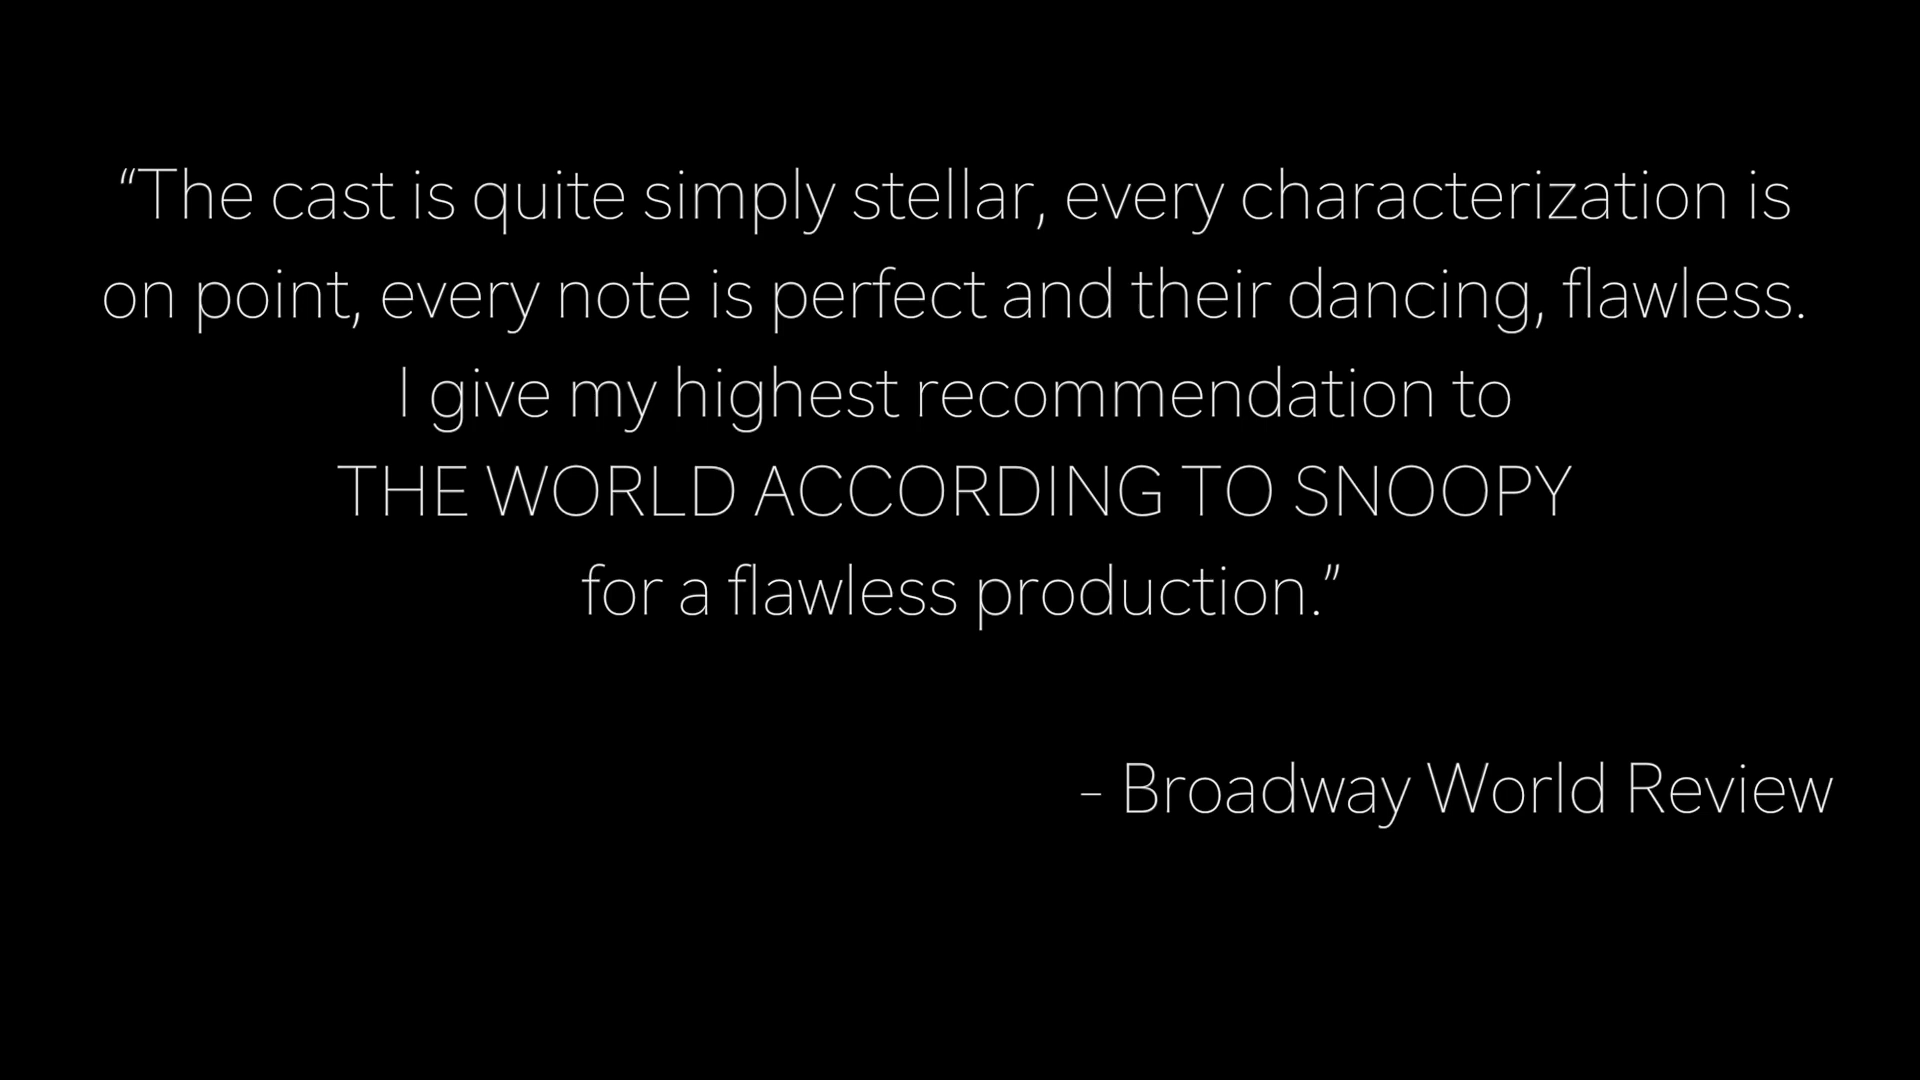 “The cast is quite simply stellar, every characterization is
on point, every note is perfect and their dancing, flawless.
I give my highest recommendation to
THE WORLD ACCORDING TO SNOOPY
for a flawless production.”
- Broadway World Review